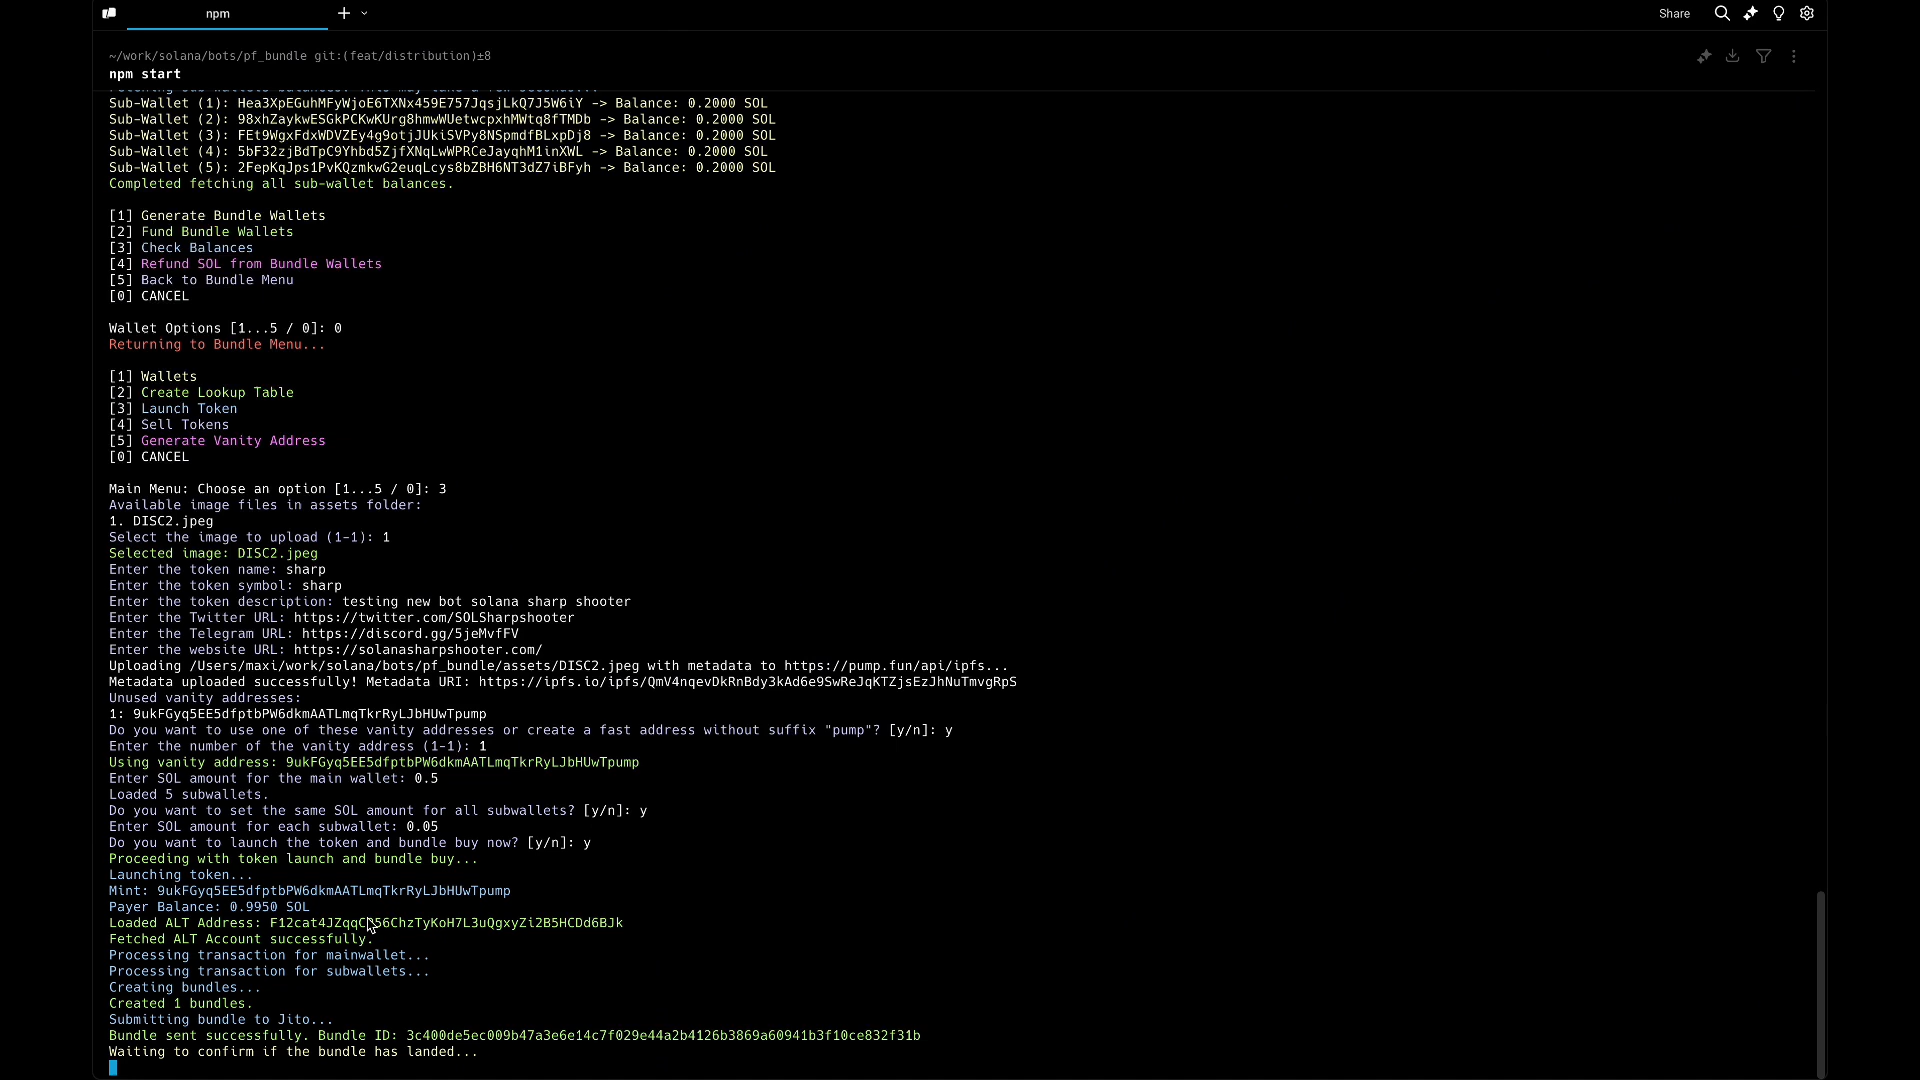 npm
Share
~/work/solana/bots/pf_bundle git:(feat/distribution)±8
npm start
Sub-Wallet (1): Hea3XpEGuhMFyWjoE6TXNx459E757JqsjLkQ7J5W6iY -> Balance: 0.2000 SOL
Sub-Wallet (2): 98xhZaykwESGkPCKwKUrg8hmwWUetwcpxhMWtq8fTMDb -> Balance: 0.2000 SOL
Sub-Wallet (3): FEt9WgxFdxWDVZEy4g9otjJUkiSVPy8NSpmdfBLxpDj8 -> Balance: 0.2000 SOL
Sub-Wallet (4): 5bF32zjBdTpC9Yhbd5ZjfXNqLwWPRCeJayqhM1inXWL -> Balance: 0.2000 SOL
Sub-Wallet (5): 2FepKqJps1PvKQzmkwG2euqLcys8bZBH6NT3dZ7iBFyh -> Balance: 0.2000 SOL
Completed fetching all sub-wallet balances.
[1] Generate Bundle Wallets
[2] Fund Bundle Wallets
[3] Check Balances
[4] Refund SOL from Bundle Wallets
[5] Back to Bundle Menu
[0] CANCEL
Wallet Options [1...5 / 0]: 0
Returning to Bundle Menu...
[1] Wallets
[2] Create Lookup Table
[3] Launch Token
[4] Sell Tokens
[5] Generate Vanity Address
[0] CANCEL
Main Menu: Choose an option [1...5 / 0]: 3
Available image files in assets folder:
1. DISC2.jpeg
Select the image to upload (1-1): 1
Selected image: DISC2.jpeg
Enter the token name: sharp
Enter the token symbol: sharp
Enter the token description: testing new bot solana sharp shooter
Enter the Twitter URL: https://twitter.com/SOLSharpshooter
Enter the Telegram URL: https://discord.gg/5jeMvfFV
Enter the website URL: https://solanasharpshooter.com/
Uploading /Users/maxi/work/solana/bots/pf_bundle/assets/DISC2.jpeg with metadata to https://pump.fun/api/ipfs...
Metadata uploaded successfully! Metadata URI: https://ipfs.io/ipfs/QmV4nqevDkRnBdy3kAd6e9SwReJqKTZjsEzJhNuTmvgRpS
Unused vanity addresses:
1: 9ukFGyq5EE5dfptbPW6dkmAATLmqTkrRyLJbHUwTpump
Do you want to use one of these vanity addresses or create a fast address without suffix "pump"? [y/n]: y
Enter the number of the vanity address (1-1): 1
Using vanity address: 9ukFGyq5EE5dfptbPW6dkmAATLmqTkrRyLJbHUwTpump
Enter SOL amount for the main wallet: 0.5
Loaded 5 subwallets.
Do you want to set the same SOL amount for all subwallets? [y/n]: y
Enter SOL amount for each subwallet: 0.05
Do you want to launch the token and bundle buy now? [y/n]: y
Proceeding with token launch and bundle buy...
Launching token...
Mint: 9ukFGyq5EE5dfptbPW6dkmAATLmqTkrRyLJbHUwTpump
Payer Balance: 0.9950 SOL
Loaded ALT Address:
Fetched ALT Account successfully.
Processing transaction for mainwallet...
Processing transaction for subwallets...
Creating bundles...
Created 1 bundles.
Submitting bundle to Jito...
Bundle sent successfully. Bundle ID: 3c400de5ec009b47a3e6e14c7f029e44a2b4126b3869a60941b3f10ce832f31b
Waiting to confirm if the bundle has landed...